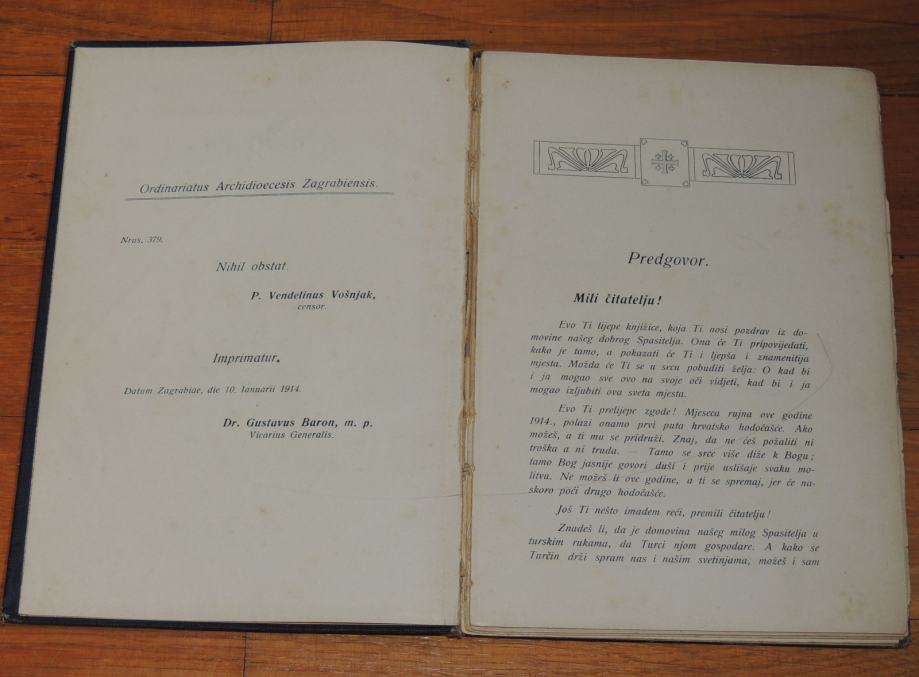 Ordinariatus Archidioecesis Zagrabiensis.
Nrus, 379.
Nihil obstat
P. Vendelinus Vošnjak,
censor.
Imprimatur.
Datum Zagrabiae, die 10. Ianuarii 1914.
Dr. Gustavus Baron, m. p.
Vicarius Generalis.
Predgovor.
Mili čitatelju!
Evo Ti lijepe knjižice, koja Ti nosi pozdrav iz do-
movine našeg dobrog Spasitelja. Ona će Ti pripovijedati,
kako je tamo, a pokazati će Ti i ljepša i znamenitija
mjesta. Možda će Ti se u srcu pobuditi želja: O kad bi
i ja mogao sve ovo na svoje oči vidjeti, kad bi i ja
mogao izljubiti ova sveta mjesta.
Evo Ti prelijepe zgode! Mjeseca rujna ove godine
1914., polazi onamo prvi puta hrvatsko hodočašće. Ako
možeš, a ti mu se pridruži. Znaj, da ne ćeš požaliti ni
troška a ni truda. — Tamo se srce više diže k Bogu;
tamo Bog jasnije govori duši i prije uslišaje svaku mo-
litvu. Ne možeš li ove godine, a ti se spremaj, jer će na-
skoro poći drugo hodočašće.
Još Ti nešto imadem reći, premili čitatelju!
Znadeš li, da je domovina našeg milog Spasitelja u
turskim rukama, da Turci njom gospodare. A kako se
Turčin drži spram nas i našim svetinjama, možeš i sam